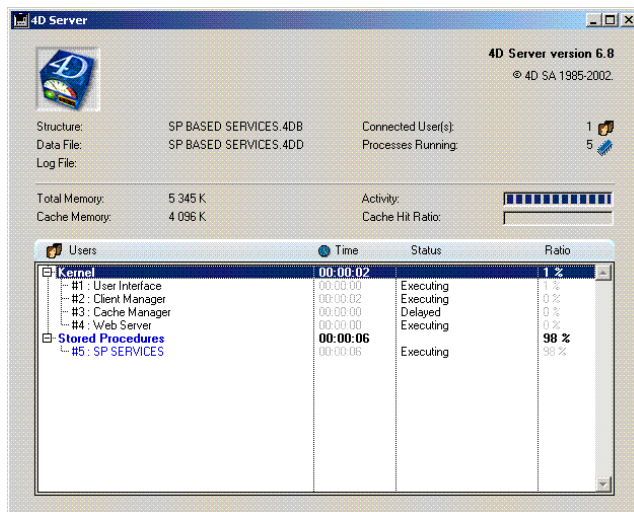 4D Server
4D
4D Server version 6.8
© 4D SA 1985-2002.
Structure: SP BASED SERVICES.4DB Connected User(s): 1
Data File: SP BASED SERVICES.4DD Processes Running: 5
Log File:
Total Memory: 5 345 K Activity:
Cache Memory: 4 096 K Cache Hit Ratio:
Users Time Status Ratio
Kernel 00:00:02 1 %
#1 : User Interface 00:00:00 Executing 1 %
#2 : Client Manager 00:00:02 Executing 0 %
#3 : Cache Manager 00:00:00 Delayed 0 %
#4 : Web Server 00:00:00 Executing 0 %
Stored Procedures 00:00:06 98 %
#5 : SP SERVICES 00:00:06 Executing 98 %